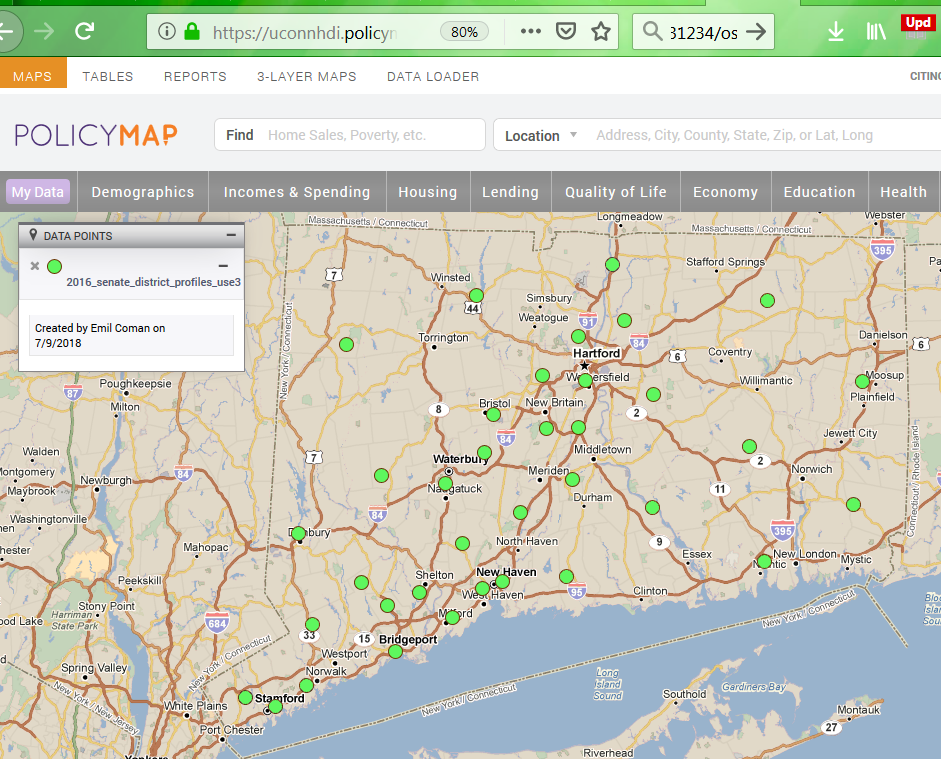 https://uconnhdi.policym
80%
31234/os
Upd
MAPS TABLES REPORTS 3-LAYER MAPS DATA LOADER CITING
POLICYMAP
Find Home Sales, Poverty, etc.
Location Address, City, County, State, Zip, or Lat, Long
My Data Demographics Incomes & Spending Housing Lending Quality of Life Economy Education Health
DATA POINTS
2016_senate_district_profiles_use3
Created by Emil Coman on
7/9/2018
Massachusetts / Connecticut
Longmeadow
Massachusetts / Connecticut
Webster
395
Stafford Springs
7
Winsted
44
Simsbury
Weatogue
91
84
Torrington
Hartford
6
Coventry
Danielson
6
New York / Connecticut
Poughkeepsie
87
Milton
Willimantic
Moosup
Plainfield
8
Bristol
New Britain
2
84
Jewett City
Walden
Montgomery
Maybrook
Newburgh
84
7
Waterbury
Middletown
2
Norwich
Connecticut / Rhode Island
Naugatuck
Meriden
Durham
11
Washingtonville
84
Danbury
9
395
Mahopac
North Haven
Essex
New London
Mystic
Peekskill
Shelton
New Haven
West Haven
95
Clinton
Stony Point
Harriman
State Park
684
Milford
New York / Connecticut
33
15
Bridgeport
Westport
Norwalk
New York / Connecticut
Spring Valley
Long
Island
Sound
Gardiners Bay
Southold
New York / New Jersey
White Plains
Stamford
New York / Connecticut
Montauk
27
Port Chester
Riverhead
Yonkers